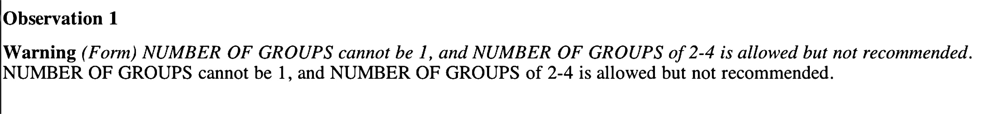 Observation 1
Warning (Form) NUMBER OF GROUPS cannot be 1, and NUMBER OF GROUPS of 2-4 is allowed but not recommended.
NUMBER OF GROUPS cannot be 1, and NUMBER OF GROUPS of 2-4 is allowed but not recommended.